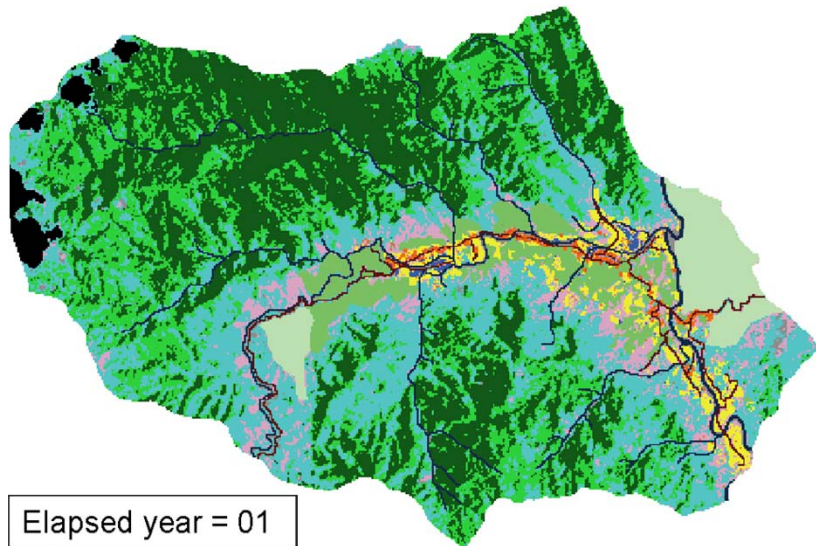 Elapsed year = 01